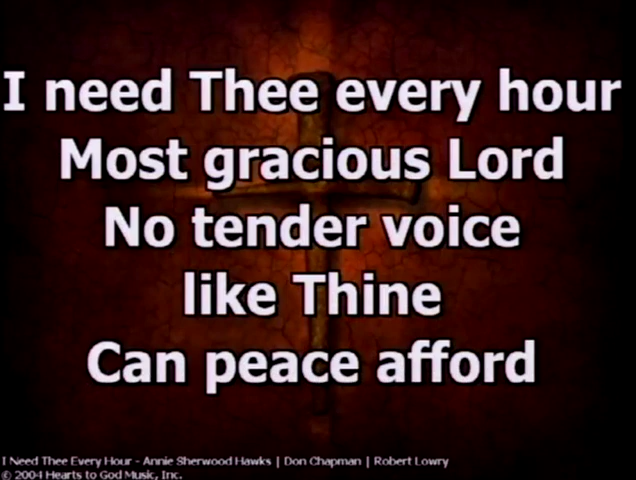 I need Thee every hour
Most gracious Lord
No tender voice
like Thine
Can peace afford
I Need Thee Every Hour - Annie Sherwood Hawks | Don Chapman | Robert Lowry
© 2004 Hearts to God Music, Inc.